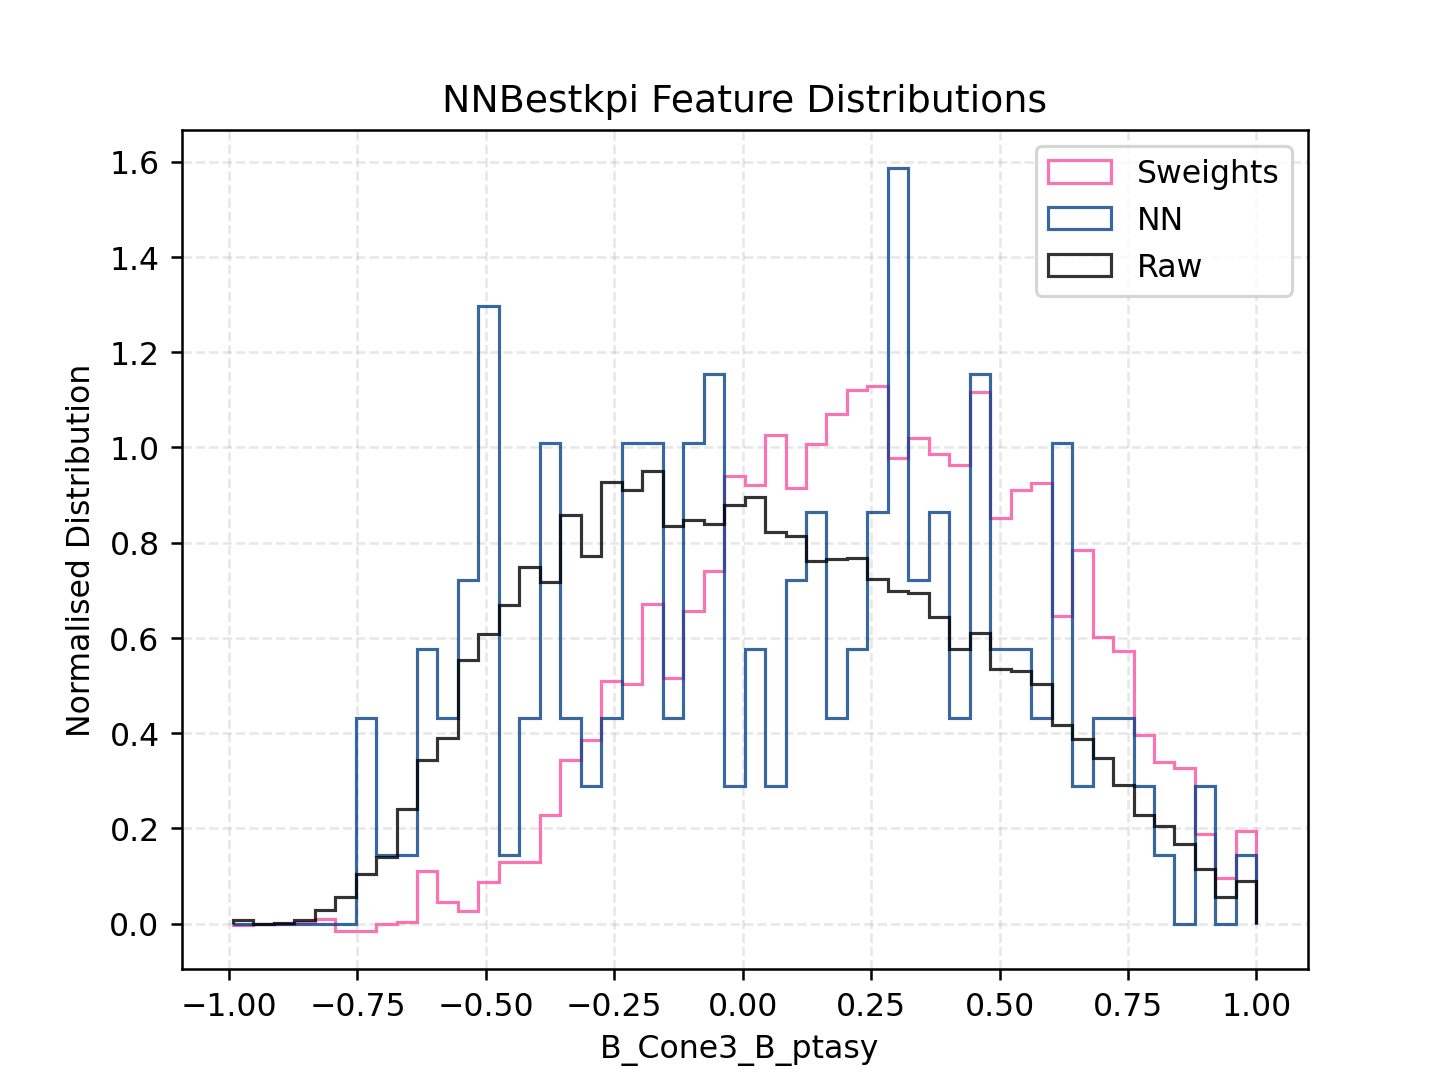 NNBestkpi Feature Distributions
Sweights
NN
Raw
Normalised Distribution
1.6
1.4
1.2
1.0
0.8
0.6
0.4
0.2
0.0
−1.00 −0.75 −0.50 −0.25 0.00 0.25 0.50 0.75 1.00
B_Cone3_B_ptasy